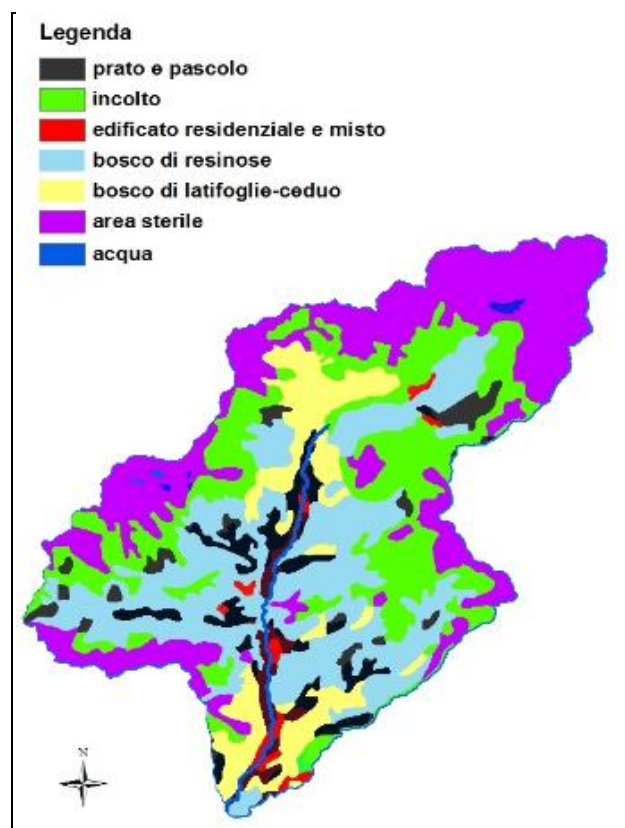 Legenda
prato e pascolo
incolto
edificato residenziale e misto
bosco di resinose
bosco di latifoglie-ceduo
area sterile
acqua
N